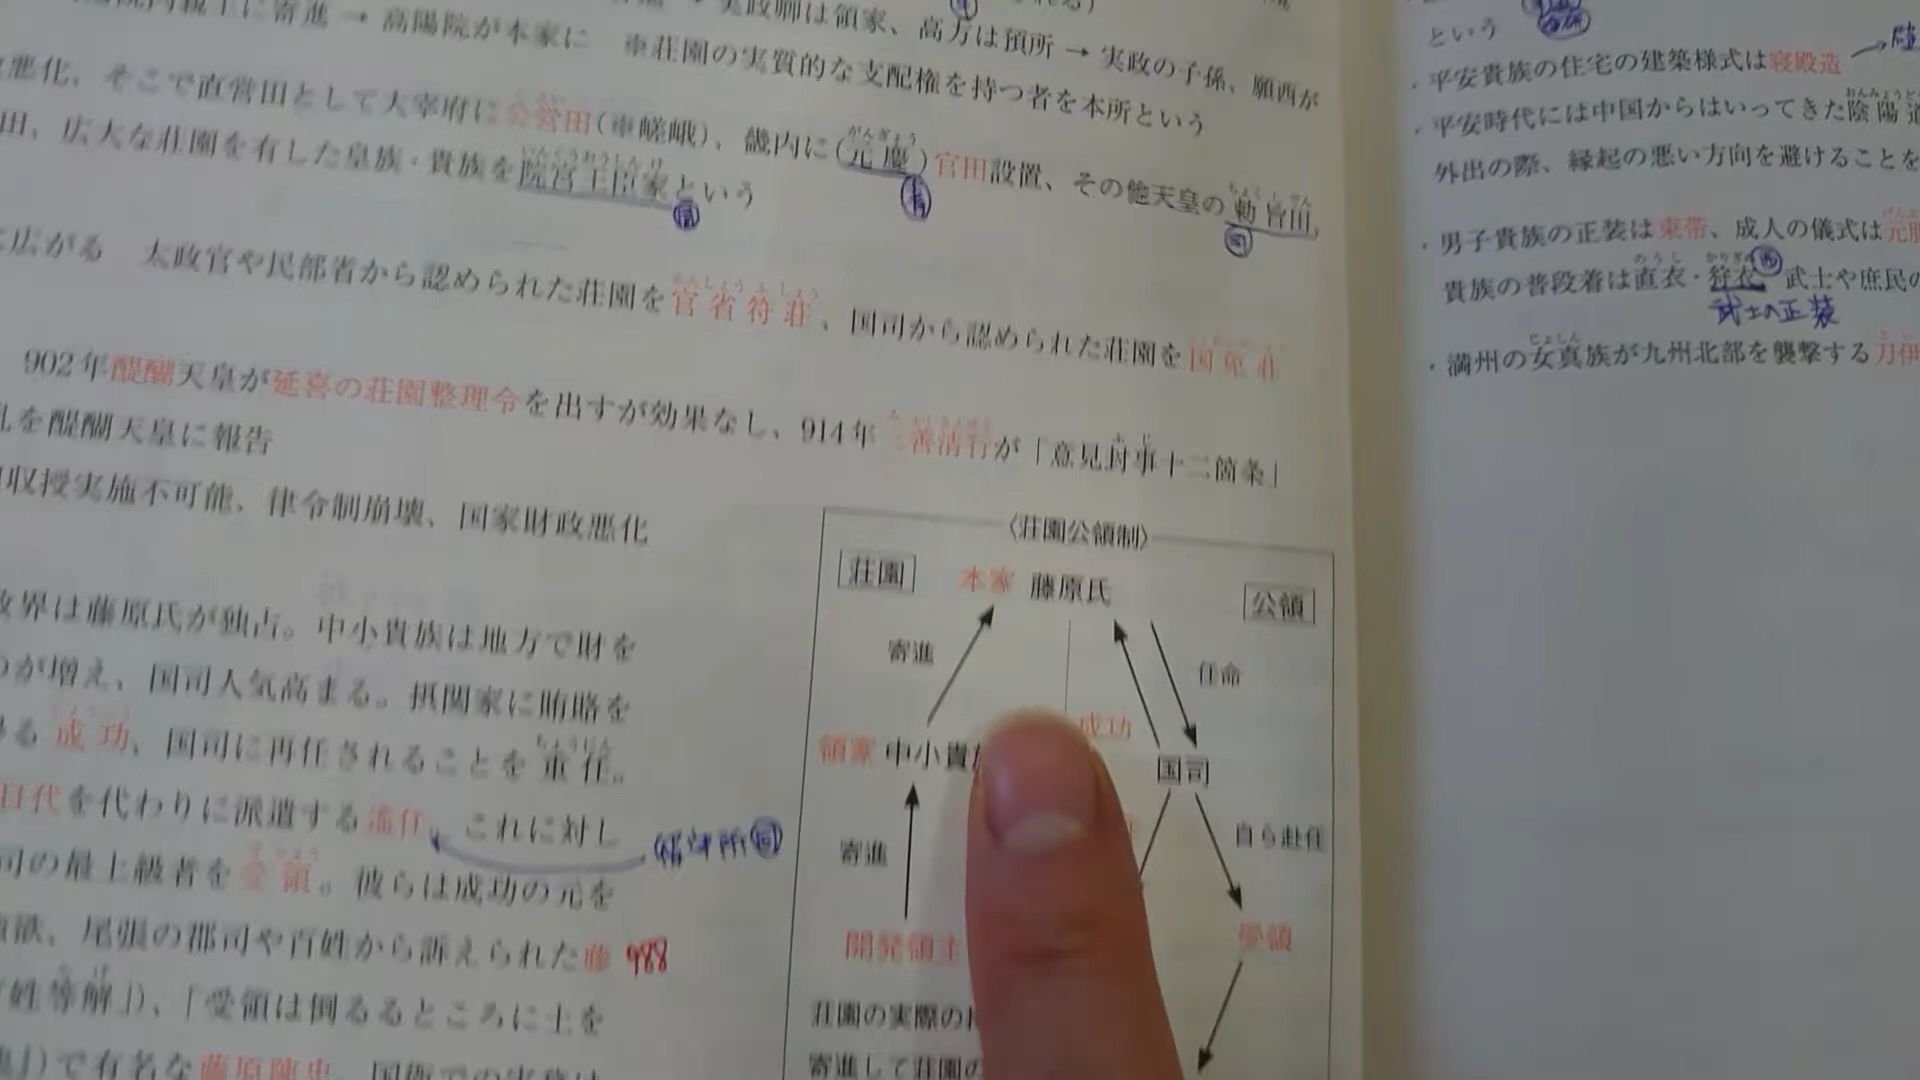 に寄進 → 高陽院が本家に ※荘園の実質的な支配権を持つ者を本所という
実政卿は領家、高方は預所 → 実政の子孫、願西が
悪化，そこで直営田として大宰府に公営田(※嵯峨)、畿内に(元慶)官田設置、その他天皇の勅旨田，
がんぎょう
田，広大な荘園を有した皇族・貴族を院宮王臣家という
広がる 太政官や民部省から認められた荘園を官省符荘、国司から認められた荘園を国免荘
902年醍醐天皇が延喜の荘園整理令を出すが効果なし、914年三善清行が「意見封事十二箇条」
を醍醐天皇に報告
収授実施不可能，律令制崩壊、国家財政悪化
界は藤原氏が独占。中小貴族は地方で財を
が増え、国司人気高まる。摂関家に賄賂を
る成功、国司に再任されることを重任。
目代を代わりに派遣する遙任 これに対し
司の最上級者を受領。彼らは成功の元を
欲、尾張の郡司や百姓から訴えられた藤 988
姓等解」)、「受領は倒るるところに土を
」)で有名な藤原陳忠
〈荘園公領制〉
荘園
本家 藤原氏
公領
寄進
任命
成功
領家 中小貴
国司
寄進
自ら赴任
開発領主
受領
荘園の実際の
寄進して荘園の
という
・平安貴族の住宅の建築様式は寝殿造
・平安時代には中国からはいってきた陰陽道
外出の際、縁起の悪い方向を避けることを
・男子貴族の正装は束帯、成人の儀式は元服
貴族の普段着は直衣・狩衣 武士や庶民の
のうし
かりぎぬ
武士の正装
・満州の女真族が九州北部を襲撃する刀伊
じょしん